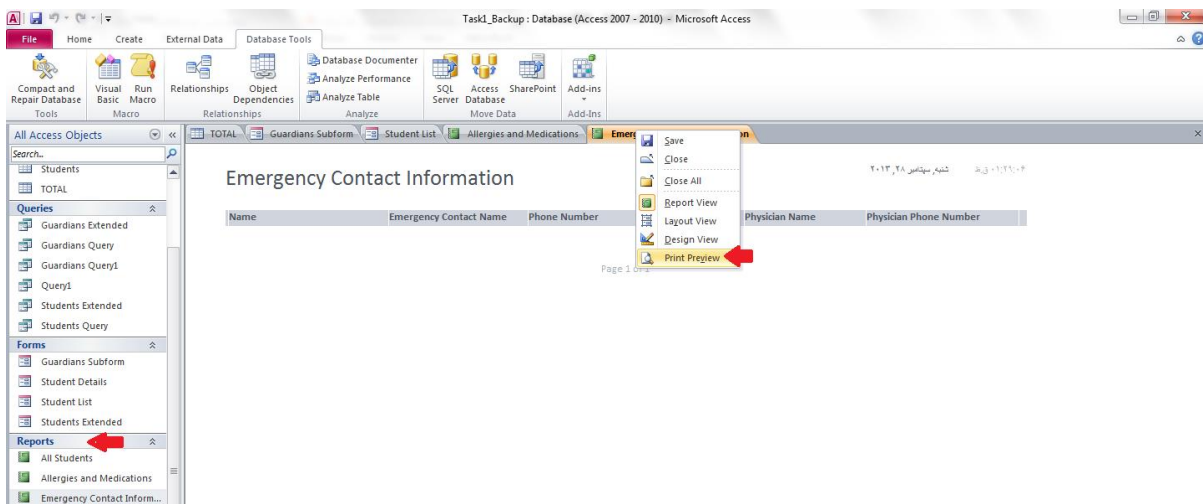 Task1_Backup : Database (Access 2007 - 2010) - Microsoft Access
File Home Create External Data Database Tools
Compact and Repair Database
Visual Basic
Run Macro
Relationships
Object Dependencies
Database Documenter
Analyze Performance
Analyze Table
SQL Server
Access Database
SharePoint
Add-ins
Tools Macro Relationships Analyze Move Data Add-Ins
All Access Objects
TOTAL Guardians Subform Student List Allergies and Medications Emerg on
Search..
Students
TOTAL
Queries
Guardians Extended
Guardians Query
Guardians Query1
Query1
Students Extended
Students Query
Forms
Guardians Subform
Student Details
Student List
Students Extended
Reports
All Students
Allergies and Medications
Emergency Contact Inform...
Save
Close
Close All
Report View
Layout View
Design View
Print Preview
Emergency Contact Information
شنبه, سپتامبر ۲۸, ۲۰۱۳
Name Emergency Contact Name Phone Number Physician Name Physician Phone Number
Page 1 of 1